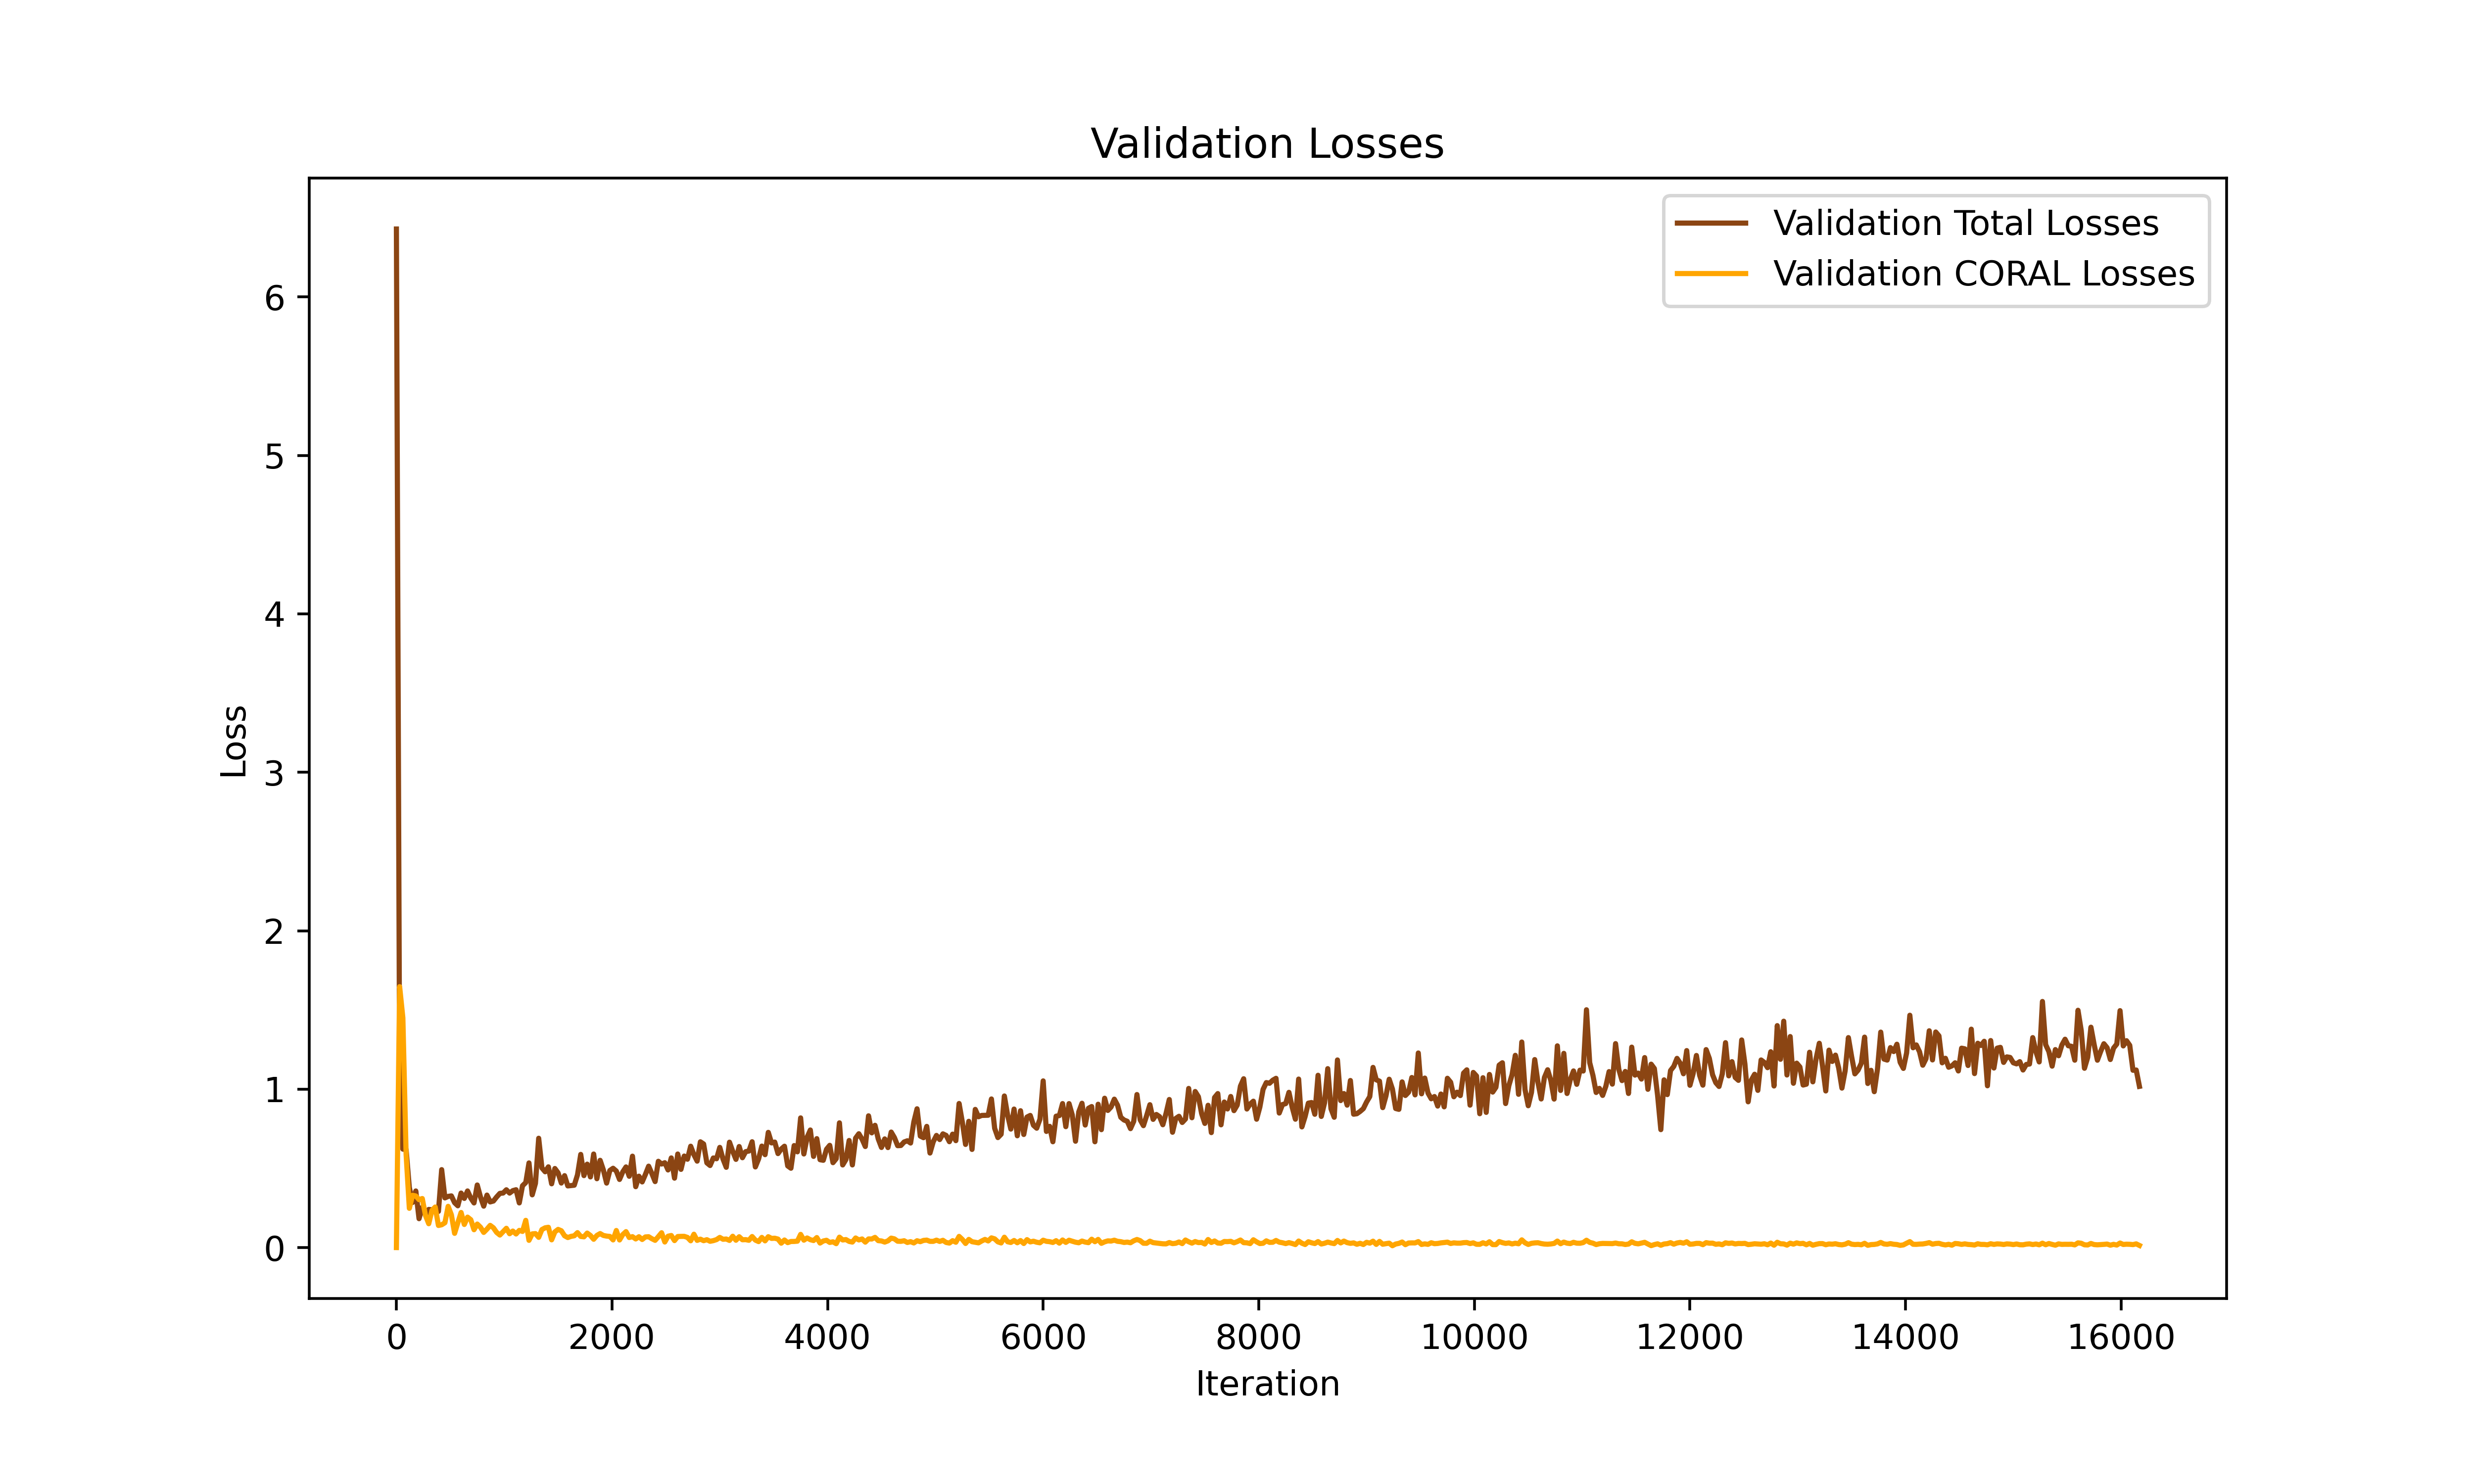 Validation Losses
Validation Total Losses
Validation CORAL Losses
6
5
4
3
2
1
0
Loss
0 2000 4000 6000 8000 10000 12000 14000 16000
Iteration